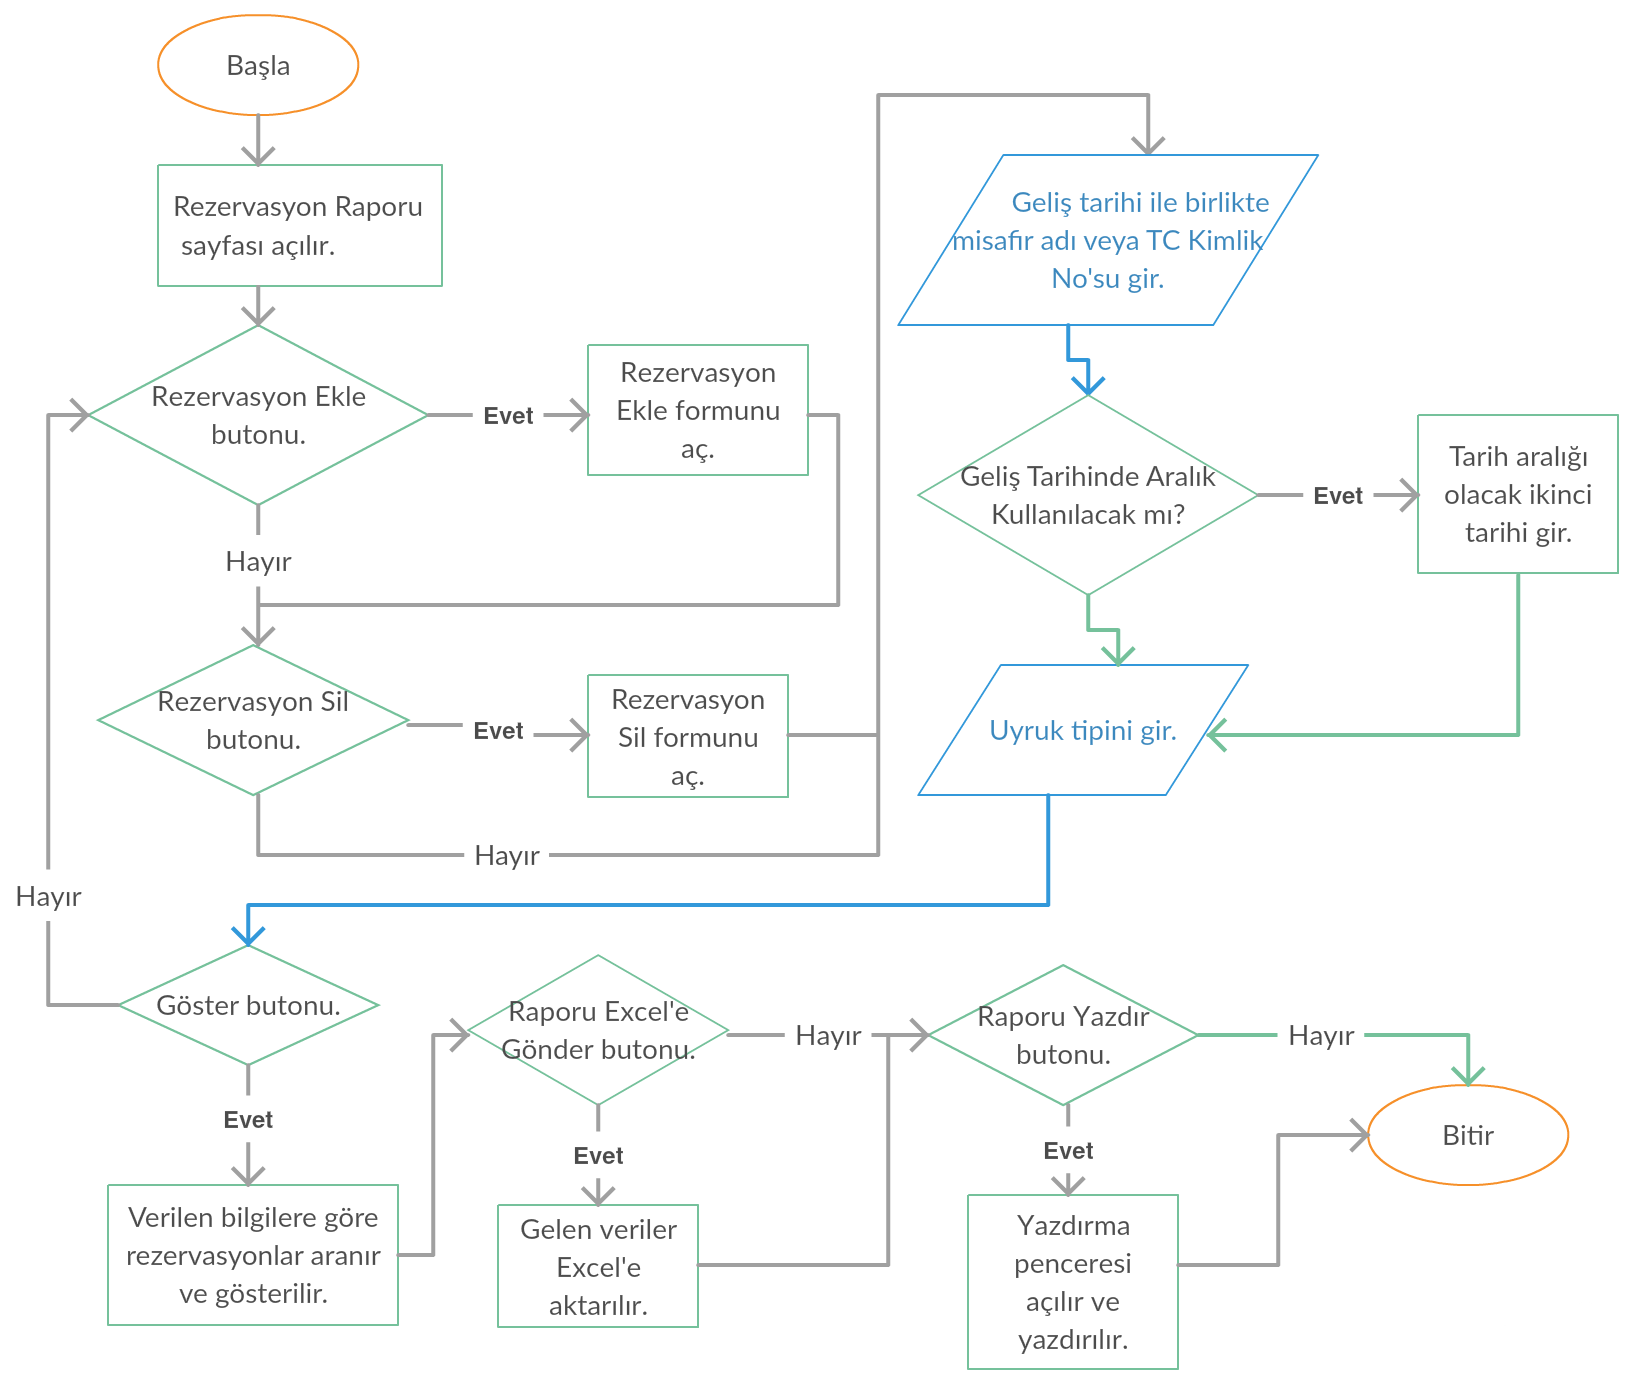 Başla
Rezervasyon Raporu
sayfası açılır.
Rezervasyon Ekle
butonu.
Evet
Rezervasyon
Ekle formunu
aç.
Hayır
Rezervasyon Sil
butonu.
Evet
Rezervasyon
Sil formunu
aç.
Hayır
Geliş tarihi ile birlikte
misafir adı veya TC Kimlik
No'su gir.
Geliş Tarihinde Aralık
Kullanılacak mı?
Evet
Tarih aralığı
olacak ikinci
tarihi gir.
Uyruk tipini gir.
Hayır
Göster butonu.
Evet
Verilen bilgilere göre
rezervasyonlar aranır
ve gösterilir.
Raporu Excel'e
Gönder butonu.
Hayır
Evet
Gelen veriler
Excel'e
aktarılır.
Raporu Yazdır
butonu.
Hayır
Evet
Yazdırma
penceresi
açılır ve
yazdırılır.
Bitir